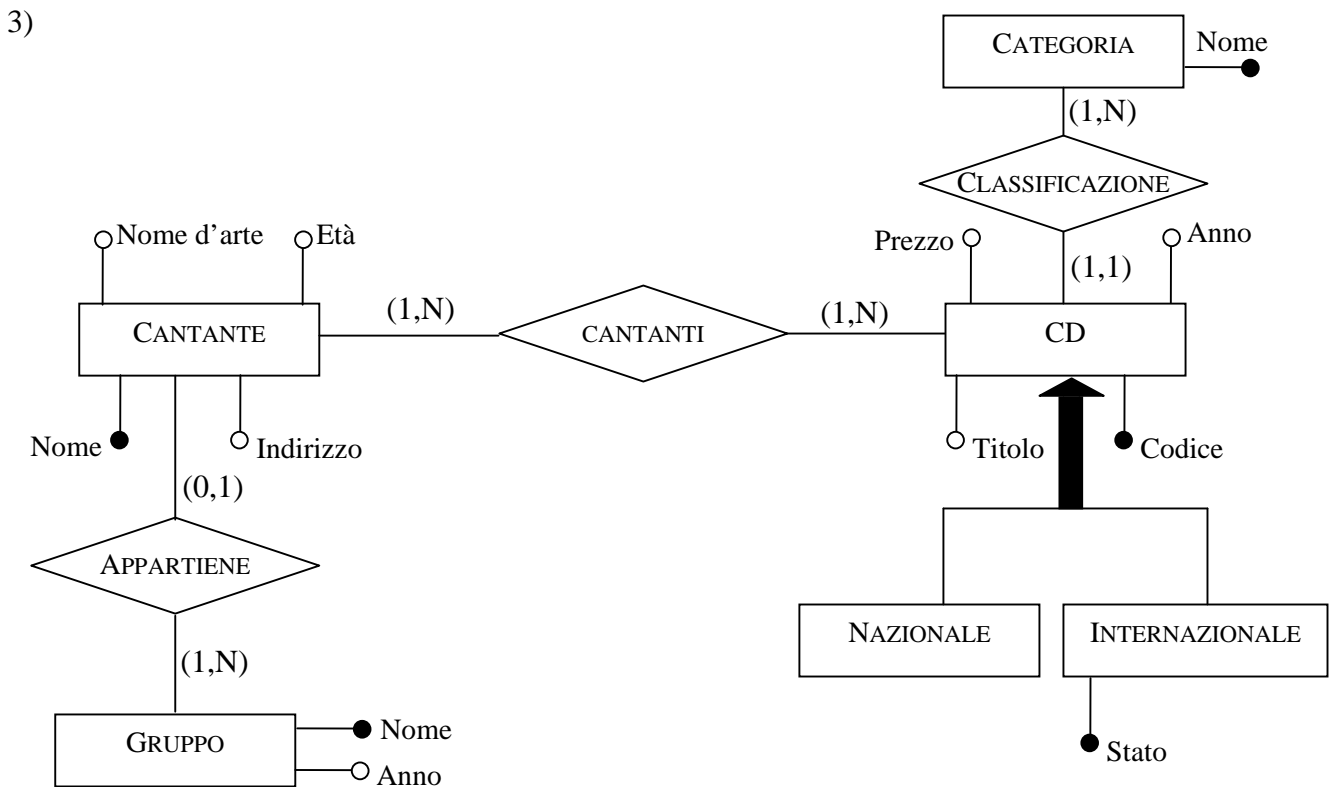 3)
CATEGORIA
Nome
(1,N)
CLASSIFICAZIONE
Nome d’arte
Età
Prezzo
Anno
(1,1)
CANTANTE
(1,N)
CANTANTI
(1,N)
CD
Nome
Indirizzo
Titolo
Codice
(0,1)
APPARTIENE
NAZIONALE
INTERNAZIONALE
(1,N)
GRUPPO
Nome
Anno
Stato